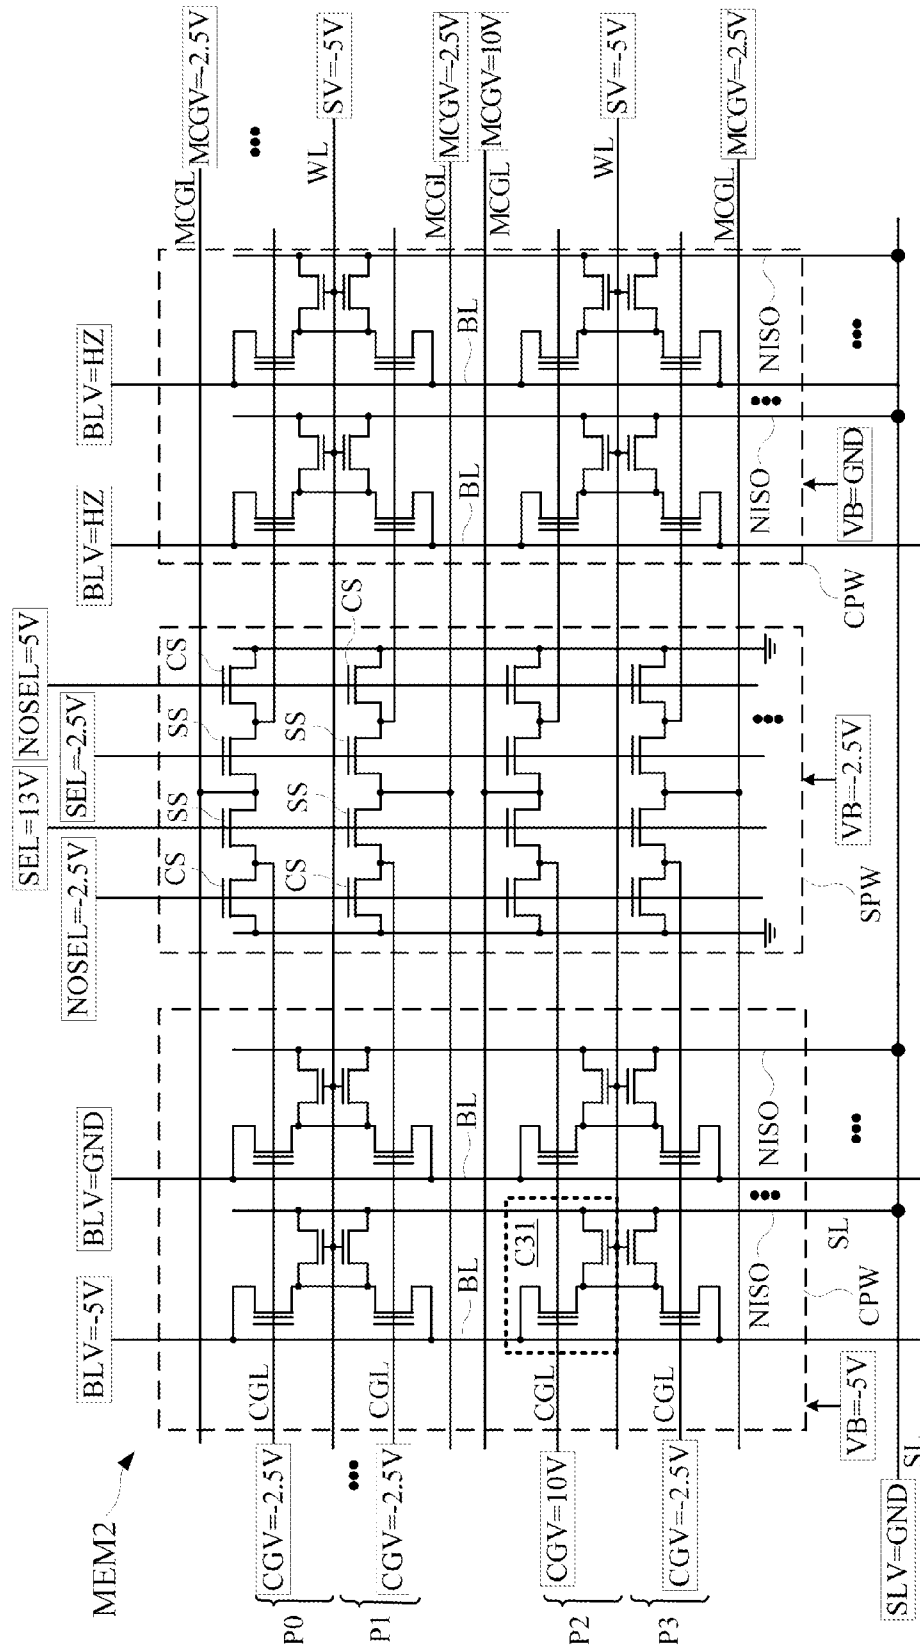 SEL=13V
NOSEL=5V
NOSEL=-2.5V
SEL=-2.5V
MEM2
BLV=-5V
BLV=GND
BLV=HZ
BLV=HZ
CS
SS
SS
CS
MCGL
MCGV=-2.5V
P0
CGV=-2.5V
CGL
CS
SS
SS
CS
WL
SV=-5V
P1
CGV=-2.5V
CGL
MCGL
MCGV=-2.5V
BL
BL
BL
BL
MCGL
MCGV=10V
C31
P2
CGV=10V
CGL
WL
SV=-5V
P3
CGV=-2.5V
CGL
MCGL
MCGV=-2.5V
NISO
NISO
NISO
NISO
SL
VB=-5V
CPW
SPW
VB=-2.5V
CPW
VB=GND
SLV=GND
SL